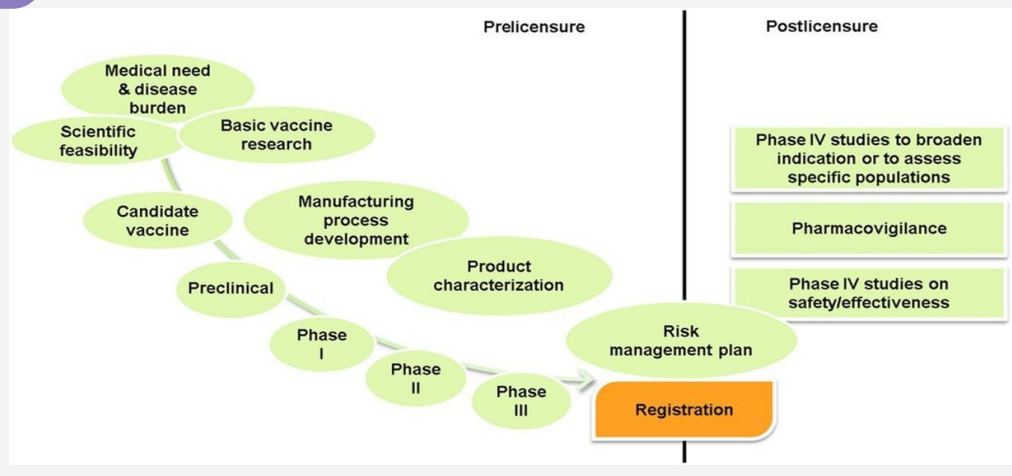 Prelicensure
Postlicensure
Medical need
& disease
burden
Scientific
feasibility
Basic vaccine
research
Candidate
vaccine
Manufacturing
process
development
Product
characterization
Preclinical
Phase
I
Phase
II
Phase
III
Risk
management plan
Registration
Phase IV studies to broaden
indication or to assess
specific populations
Pharmacovigilance
Phase IV studies on
safety/effectiveness